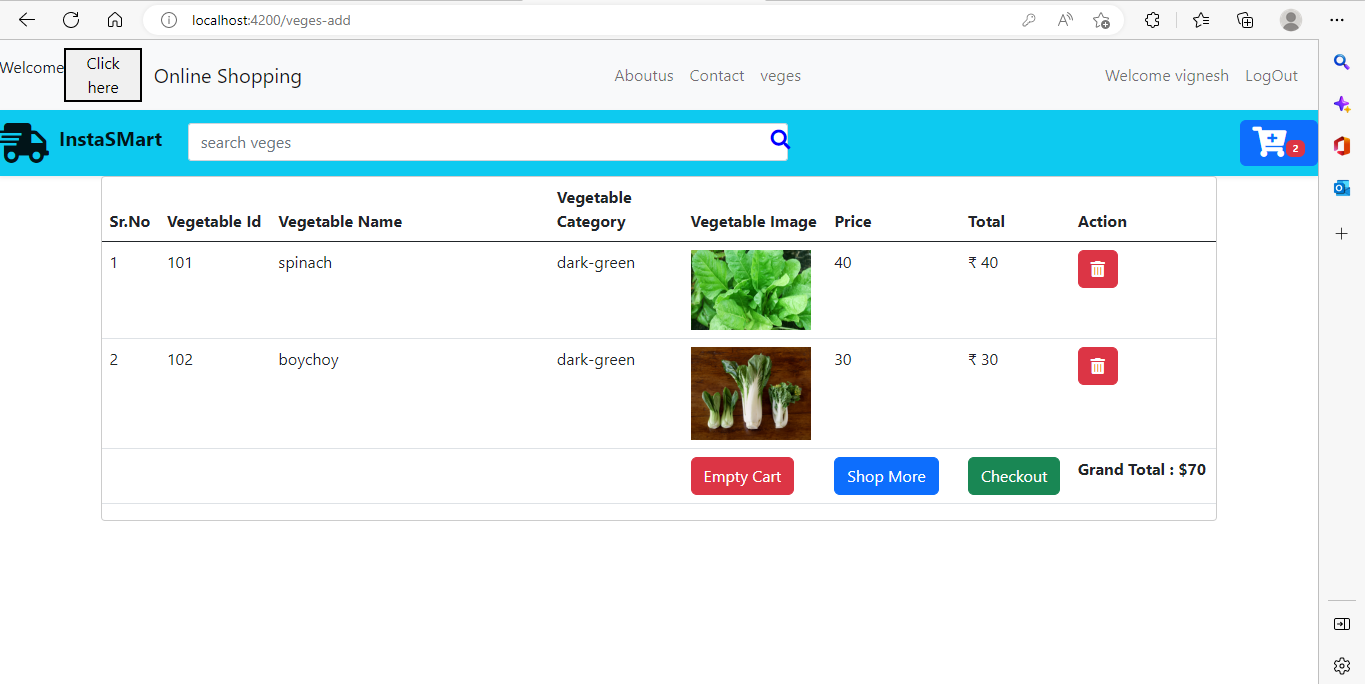 localhost:4200/veges-add
Welcome
Click
here
Online Shopping
Aboutus Contact veges
Welcome vignesh LogOut
InstaSMart
search veges
2
Sr.No Vegetable Id Vegetable Name Vegetable Category Vegetable Image Price Total Action
1 101 spinach dark-green 40 ₹ 40
2 102 boychoy dark-green 30 ₹ 30
Empty Cart Shop More Checkout Grand Total : $70